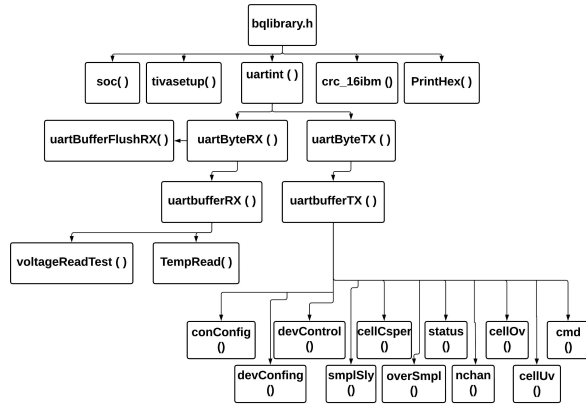 bqlibrary.h
soc( )
tivasetup( )
uartint ( )
crc_16ibm ()
PrintHex( )
uartBufferFlushRX( )
uartByteRX ( )
uartByteTX ( )
uartbufferRX ( )
uartbufferTX ( )
voltageReadTest ( )
TempRead( )
conConfig
()
devControl
()
cellCsper
()
status
()
cellOv
()
cmd
()
devConfing
()
smplSly
()
overSmpl
()
nchan
()
cellUv
()